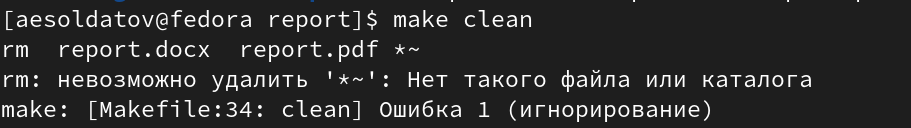 [aesoldatov@fedora report]$ make clean
rm  report.docx  report.pdf *~
rm: невозможно удалить '*~': Нет такого файла или каталога
make: [Makefile:34: clean] Ошибка 1 (игнорирование)